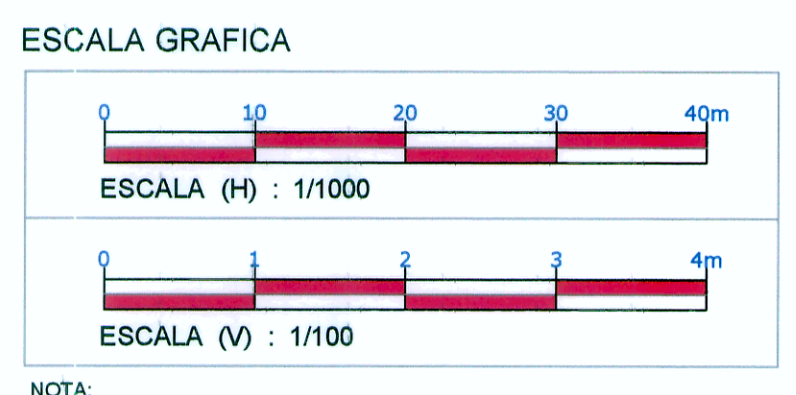 ESCALA GRAFICA
0 10 20 30 40m
ESCALA (H) : 1/1000
0 1 2 3 4m
ESCALA (V) : 1/100
NOTA: